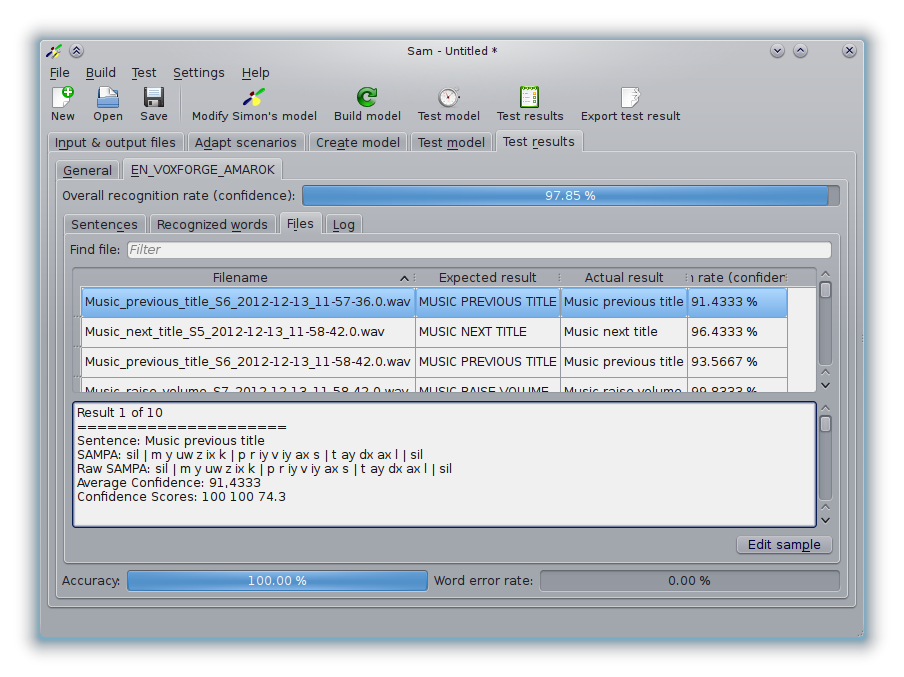 Sam - Untitled *
File Build Test Settings Help
New Open Save Modify Simon's model Build model Test model Test results Export test result
Input & output files Adapt scenarios Create model Test model Test results
General EN_VOXFORGE_AMAROK
Overall recognition rate (confidence): 97.85 %
Sentences Recognized words Files Log
Find file: Filter
Filename Expected result Actual result rate (confiden
Music_previous_title_S6_2012-12-13_11-57-36.0.wav MUSIC PREVIOUS TITLE Music previous title 91.4333 %
Music_next_title_S5_2012-12-13_11-58-42.0.wav MUSIC NEXT TITLE Music next title 96.4333 %
Music_previous_title_S6_2012-12-13_11-58-42.0.wav MUSIC PREVIOUS TITLE Music previous title 93.5667 %
Music_raise_volume_S7_2012-12-13_11-58-42.0.wav MUSIC RAISE VOLUME Music raise volume 99.8333 %
Result 1 of 10
=====================
Sentence: Music previous title
SAMPA: sil | m y uw z ix k | p r iy v iy ax s | t ay dx ax l | sil
Raw SAMPA: sil | m y uw z ix k | p r iy v iy ax s | t ay dx ax l | sil
Average Confidence: 91,4333
Confidence Scores: 100 100 74.3
Edit sample
Accuracy: 100.00 % Word error rate: 0.00 %